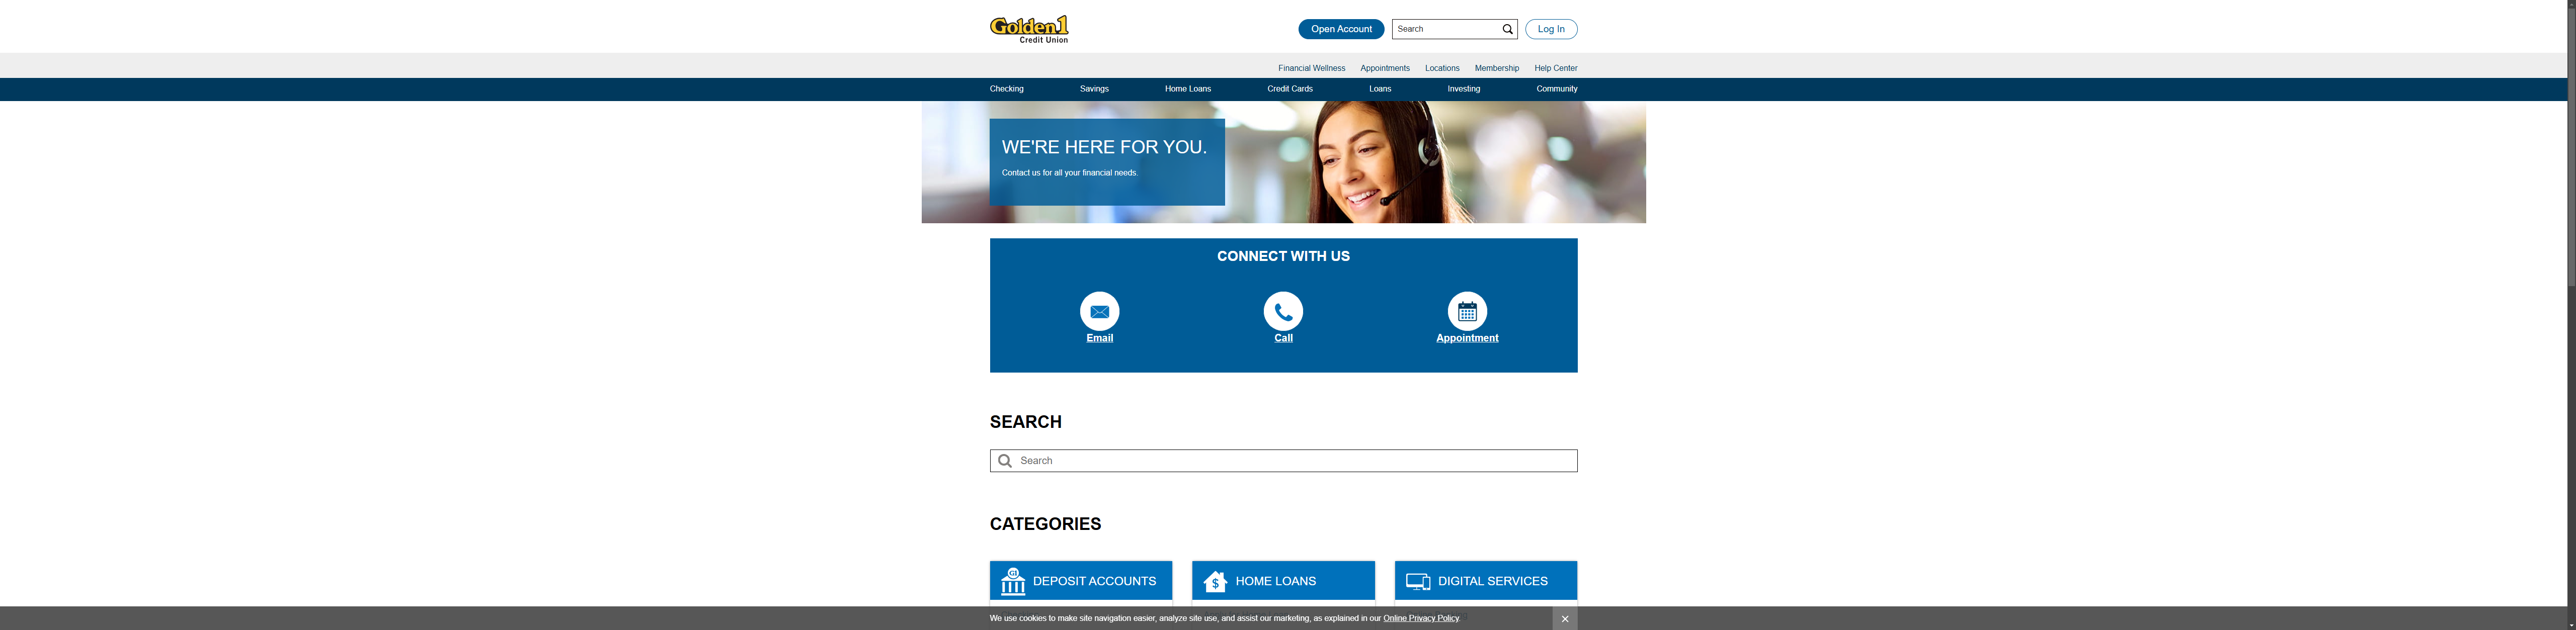 Golden1
Credit Union
Open Account
Search
Log In
Financial Wellness Appointments Locations Membership Help Center
Checking Savings Home Loans Credit Cards Loans Investing Community
WE'RE HERE FOR YOU.
Contact us for all your financial needs.
CONNECT WITH US
Email Call Appointment
SEARCH
Search
CATEGORIES
G1 DEPOSIT ACCOUNTS $ HOME LOANS DIGITAL SERVICES
We use cookies to make site navigation easier, analyze site use, and assist our marketing, as explained in our Online Privacy Policy.